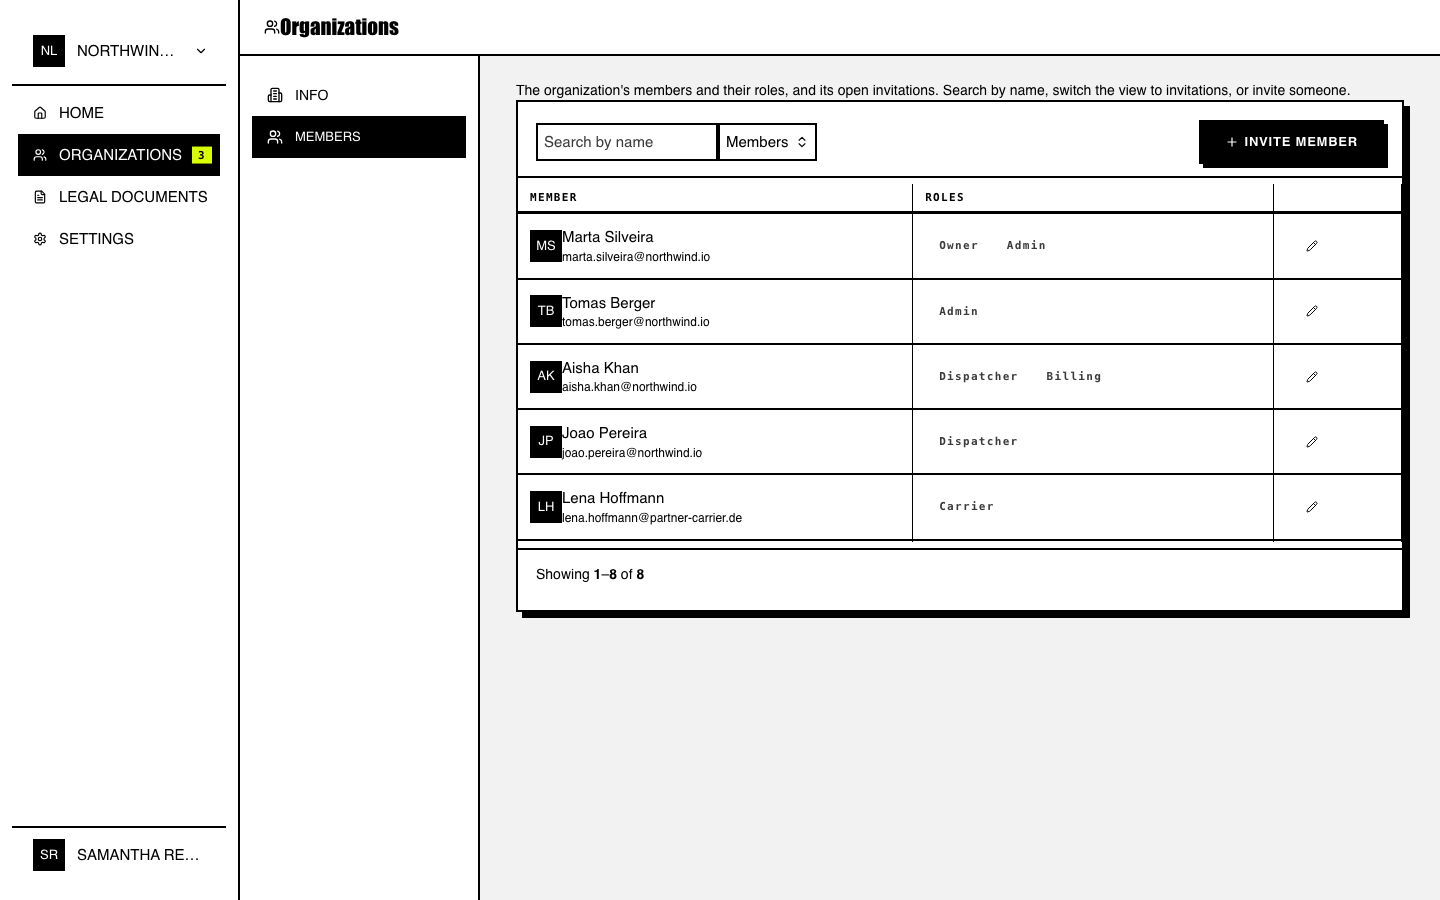 NL NORTHWIN...
HOME
ORGANIZATIONS 3
LEGAL DOCUMENTS
SETTINGS
SR SAMANTHA RE...
Organizations
INFO
MEMBERS
The organization's members and their roles, and its open invitations. Search by name, switch the view to invitations, or invite someone.
Search by name Members INVITE MEMBER
MEMBER ROLES
MS Marta Silveira Owner Admin
marta.silveira@northwind.io
TB Tomas Berger Admin
tomas.berger@northwind.io
AK Aisha Khan Dispatcher Billing
aisha.khan@northwind.io
JP Joao Pereira Dispatcher
joao.pereira@northwind.io
LH Lena Hoffmann Carrier
lena.hoffmann@partner-carrier.de
Showing 1–8 of 8